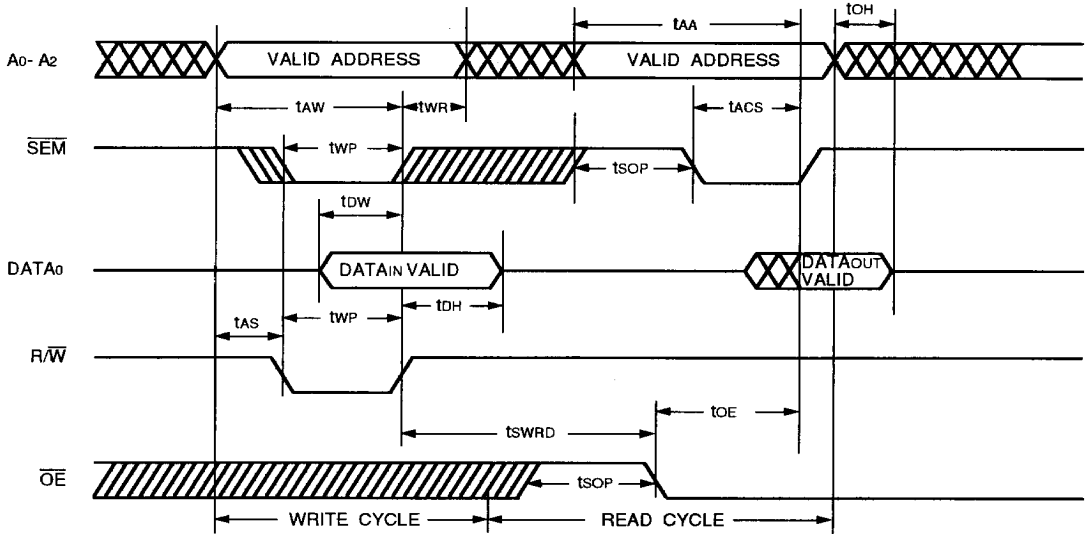 tAA
tOH
A0- A2
VALID ADDRESS
VALID ADDRESS
tAW
tWR
tACS
SEM
tWP
tSOP
tDW
DATA0
DATAIN VALID
DATAOUT
VALID
tAS
tWP
tDH
R/W
tOE
tSWRD
OE
tSOP
WRITE CYCLE
READ CYCLE